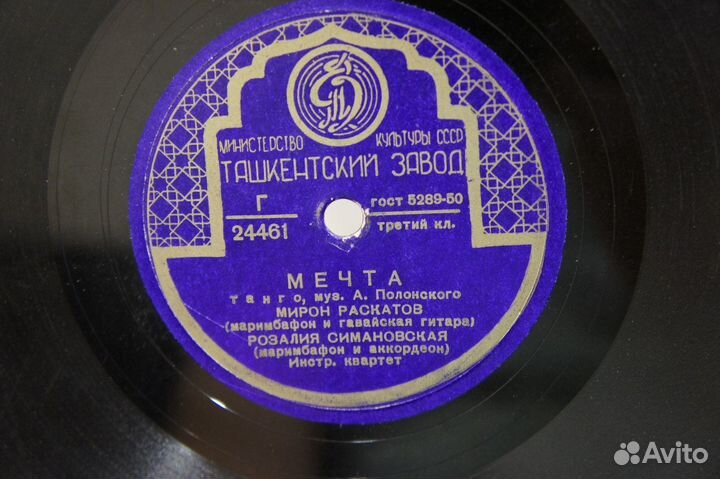 МИНИСТЕРСТВО КУЛЬТУРЫ СССР
ТАШКЕНТСКИЙ ЗАВОД
Г
24461
ГОСТ 5289-50
третий кл.
МЕЧТА
танго, муз. А. Полонского
МИРОН РАСКАТОВ
(маримбафон и гавайская гитара)
РОЗАЛИЯ СИМАНОВСКАЯ
(маримбафон и аккордеон)
Инстр. квартет
Avito